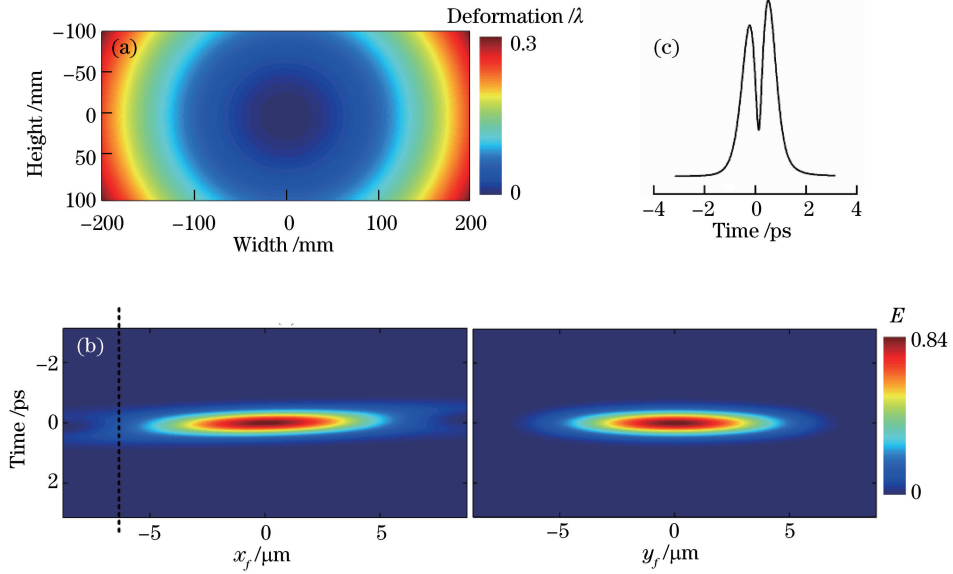 Deformation /λ
(a)
0.3
0
Height /mm
−100
−50
0
50
100
−200
−100
0
100
200
Width /mm
(c)
−4
−2
0
2
4
Time /ps
(b)
Time /ps
−2
0
2
−5
0
5
x_f /μm
−5
0
5
y_f /μm
E
0.84
0